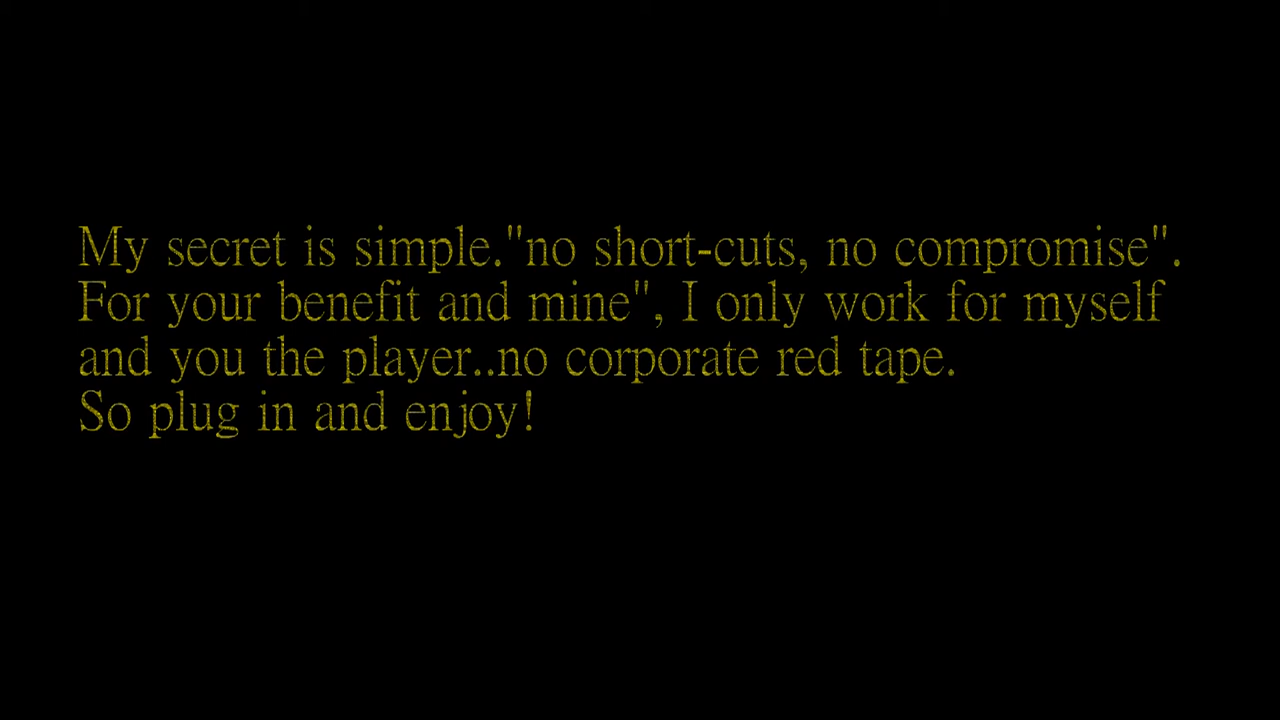 My secret is simple."no short-cuts, no compromise".
For your benefit and mine", I only work for myself
and you the player..no corporate red tape.
So plug in and enjoy!